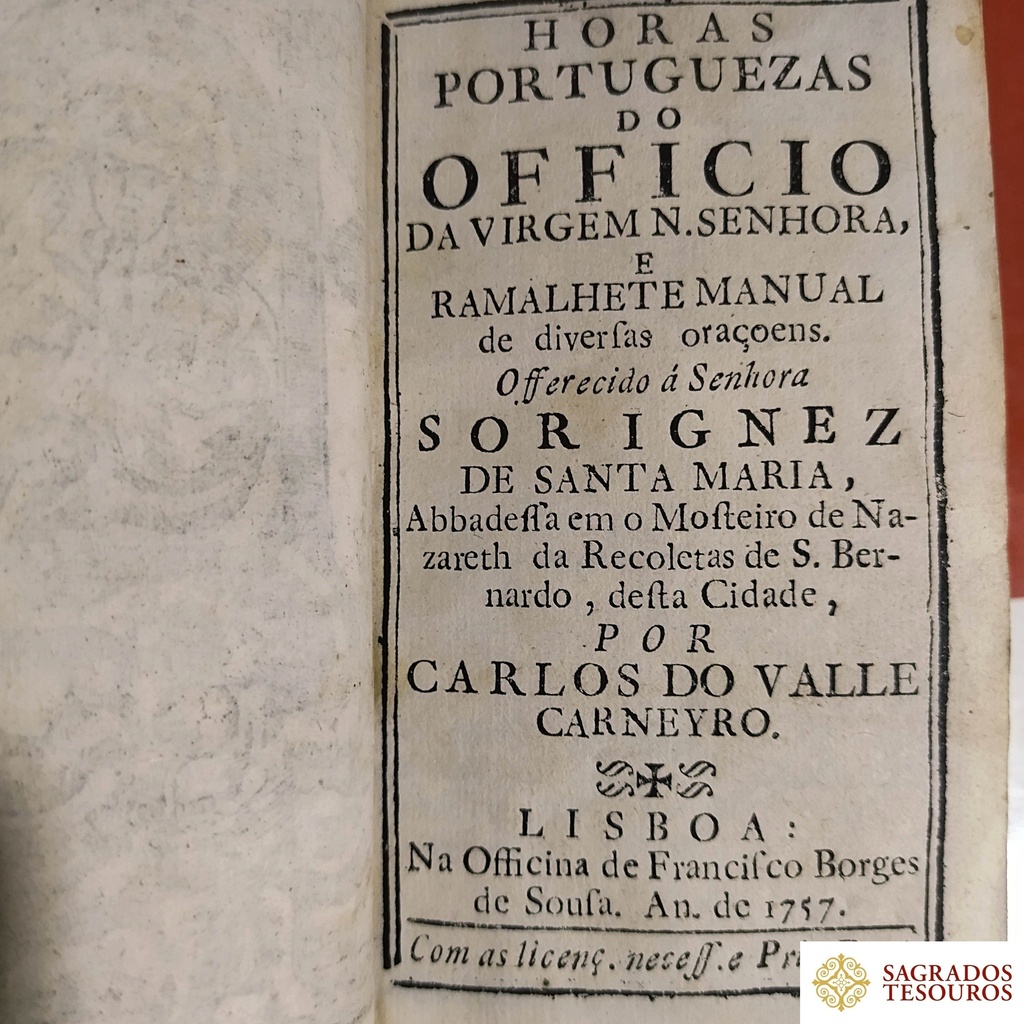 HORAS
PORTUGUEZAS
DO
OFFICIO
DA VIRGEM N. SENHORA,
E
RAMALHETE MANUAL
de diverſas oraçoens.
Offerecido á Senhora
SOR IGNEZ
DE SANTA MARIA,
Abbadeſſa em o Moſteiro de Na-
zareth da Recoletas de S. Ber-
nardo, deſta Cidade,
POR
CARLOS DO VALLE
CARNEYRO.
LISBOA:
Na Officina de Franciſco Borges
de Souſa. An. de 1757.
Com as licenç. neceſſ. e
SAGRADOS
TESOUROS